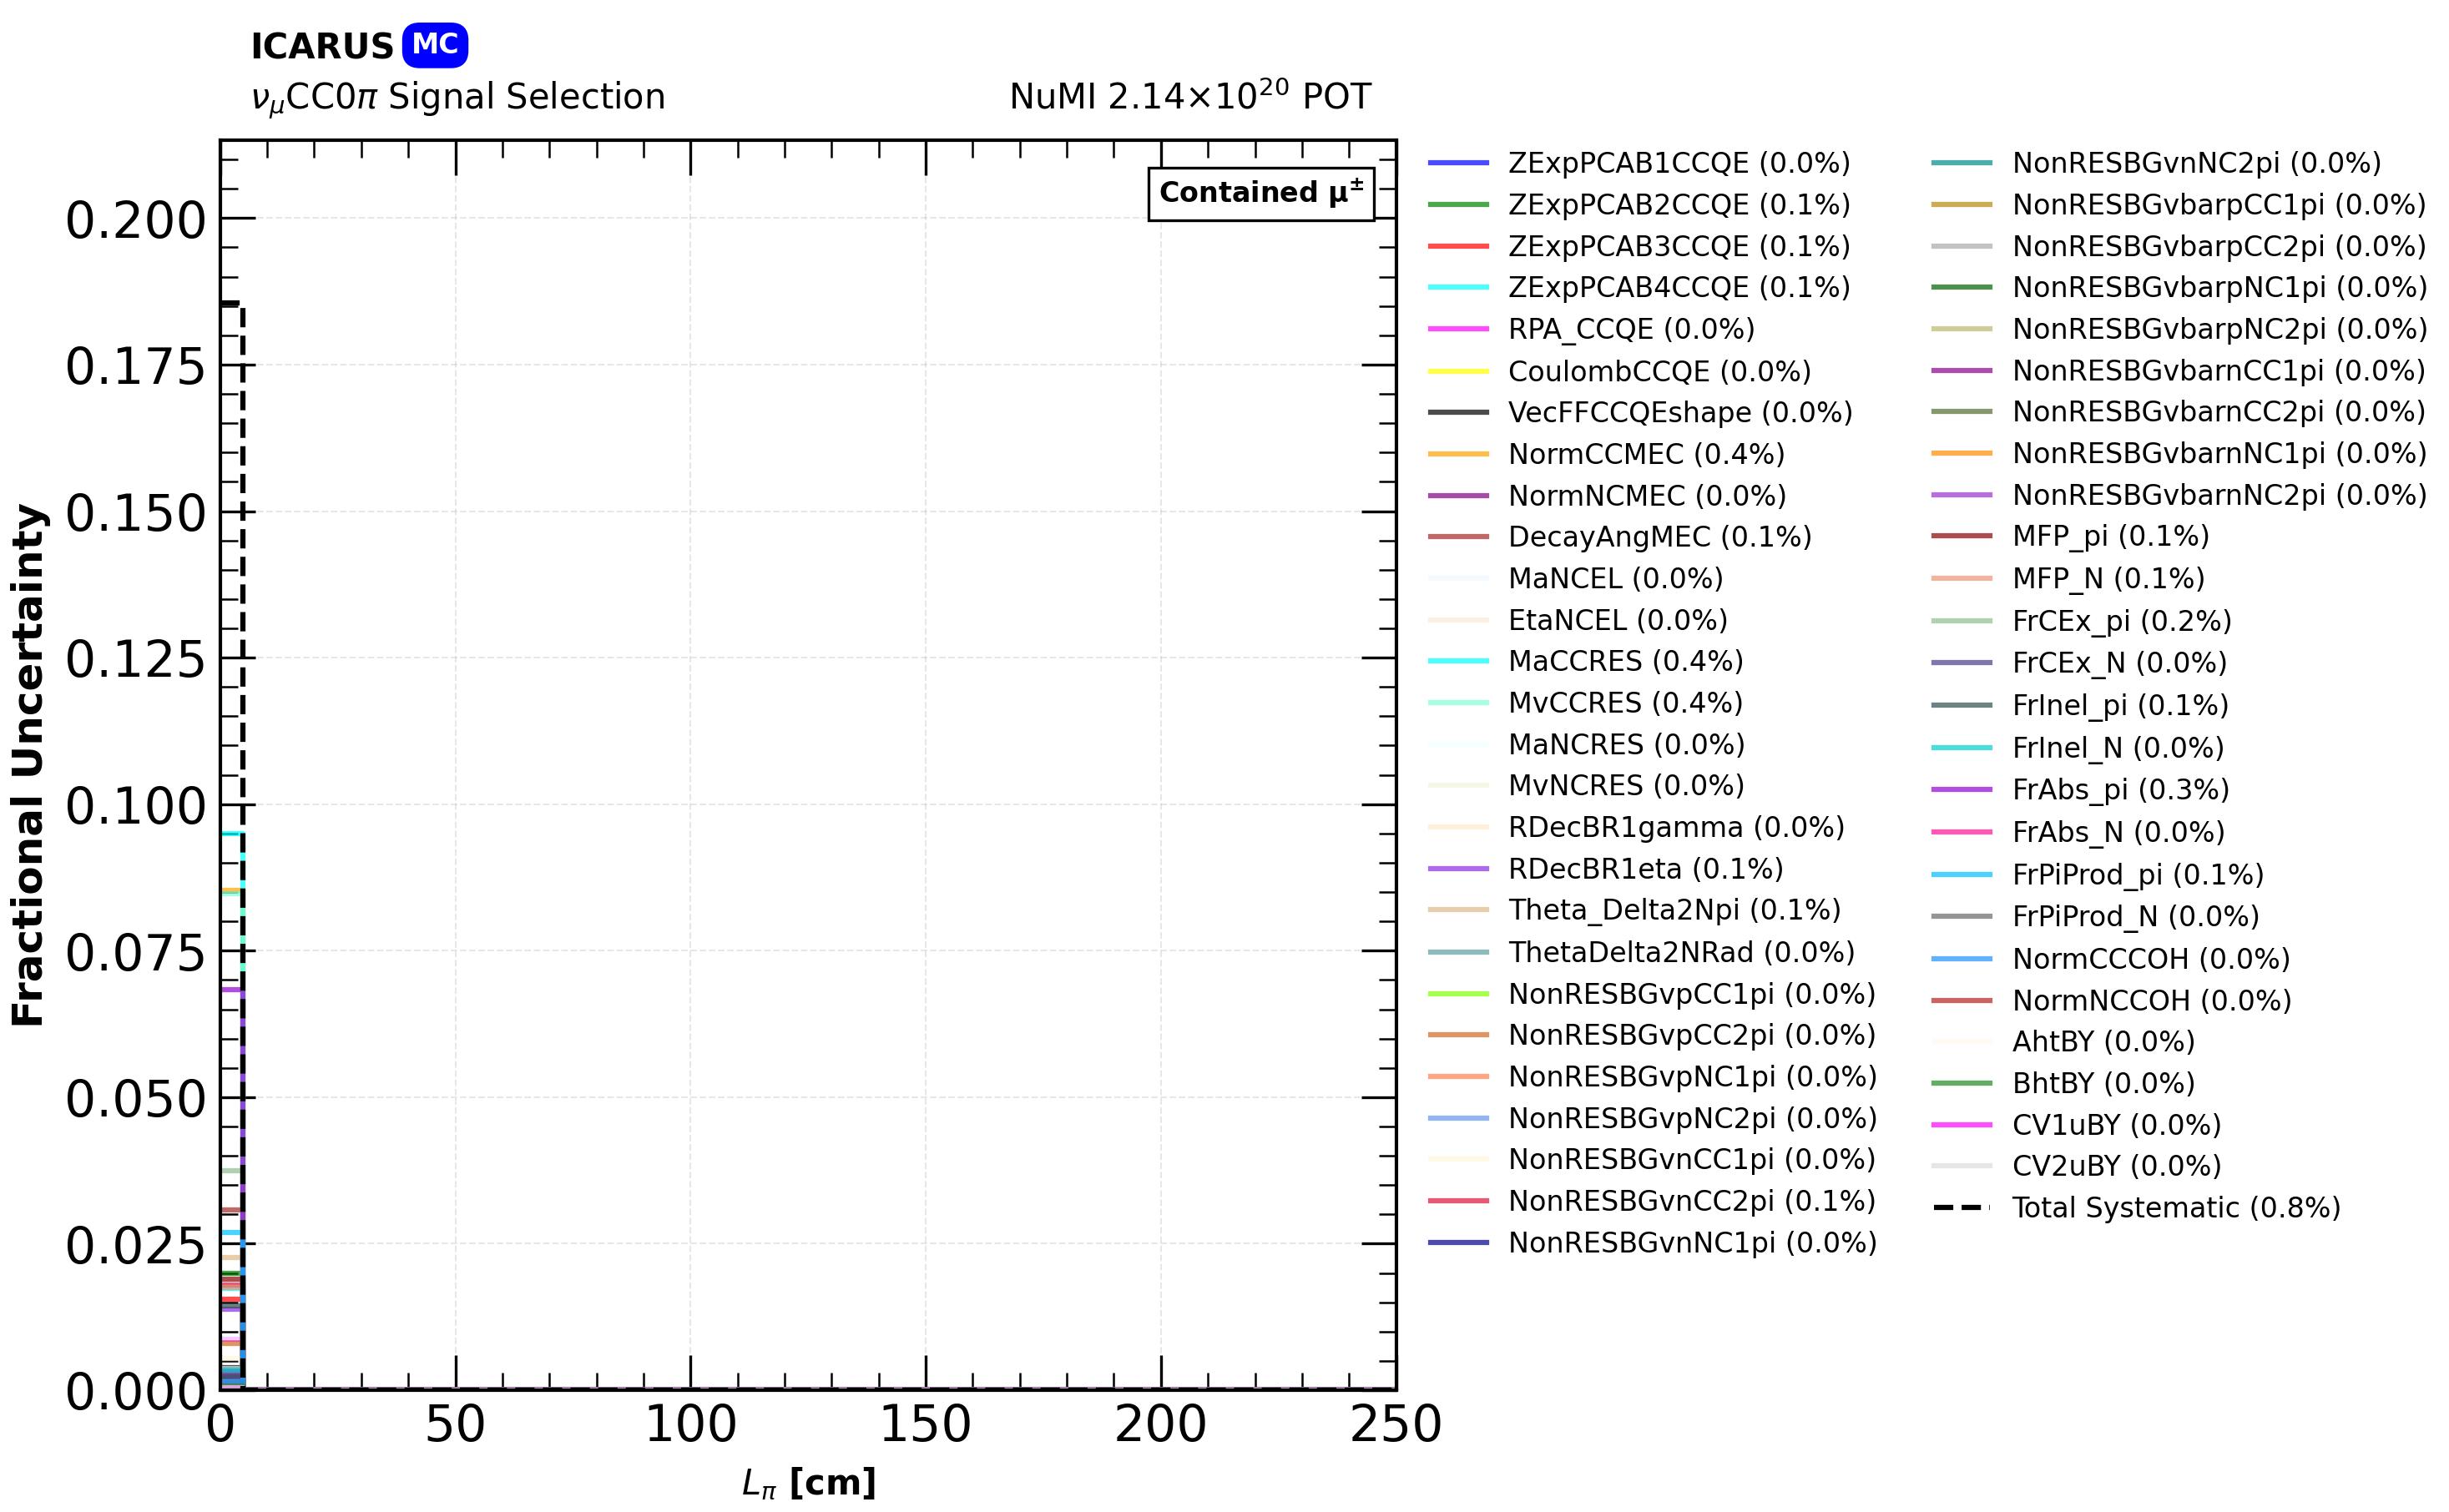 ICARUS MC
νμCC0π Signal Selection
NuMI 2.14×10²⁰ POT
Contained μ±
Fractional Uncertainty
0.200
0.175
0.150
0.125
0.100
0.075
0.050
0.025
0.000
0 50 100 150 200 250
Lπ [cm]
ZExpPCAB1CCQE (0.0%)
ZExpPCAB2CCQE (0.1%)
ZExpPCAB3CCQE (0.1%)
ZExpPCAB4CCQE (0.1%)
RPA_CCQE (0.0%)
CoulombCCQE (0.0%)
VecFFCCQEshape (0.0%)
NormCCMEC (0.4%)
NormNCMEC (0.0%)
DecayAngMEC (0.1%)
MaNCEL (0.0%)
EtaNCEL (0.0%)
MaCCRES (0.4%)
MvCCRES (0.4%)
MaNCRES (0.0%)
MvNCRES (0.0%)
RDecBR1gamma (0.0%)
RDecBR1eta (0.1%)
Theta_Delta2Npi (0.1%)
ThetaDelta2NRad (0.0%)
NonRESBGvpCC1pi (0.0%)
NonRESBGvpCC2pi (0.0%)
NonRESBGvpNC1pi (0.0%)
NonRESBGvpNC2pi (0.0%)
NonRESBGvnCC1pi (0.0%)
NonRESBGvnCC2pi (0.1%)
NonRESBGvnNC1pi (0.0%)
NonRESBGvnNC2pi (0.0%)
NonRESBGvbarpCC1pi (0.0%)
NonRESBGvbarpCC2pi (0.0%)
NonRESBGvbarpNC1pi (0.0%)
NonRESBGvbarpNC2pi (0.0%)
NonRESBGvbarnCC1pi (0.0%)
NonRESBGvbarnCC2pi (0.0%)
NonRESBGvbarnNC1pi (0.0%)
NonRESBGvbarnNC2pi (0.0%)
MFP_pi (0.1%)
MFP_N (0.1%)
FrCEx_pi (0.2%)
FrCEx_N (0.0%)
FrInel_pi (0.1%)
FrInel_N (0.0%)
FrAbs_pi (0.3%)
FrAbs_N (0.0%)
FrPiProd_pi (0.1%)
FrPiProd_N (0.0%)
NormCCCOH (0.0%)
NormNCCOH (0.0%)
AhtBY (0.0%)
BhtBY (0.0%)
CV1uBY (0.0%)
CV2uBY (0.0%)
Total Systematic (0.8%)